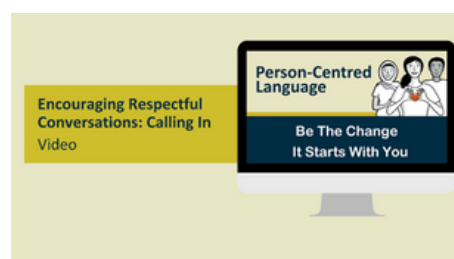 Encouraging Respectful
Conversations: Calling In
Video
Person-Centred
Language
Be The Change
It Starts With You